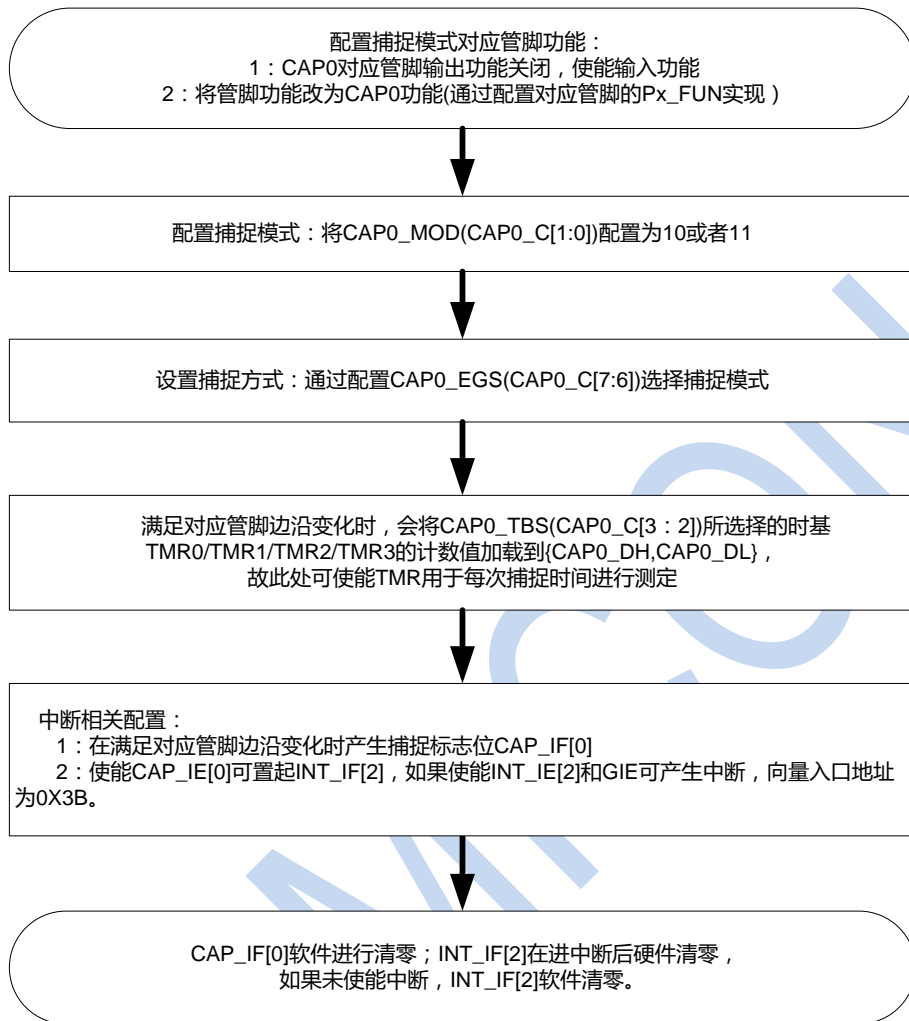 配置捕捉模式对应管脚功能：
1：CAP0对应管脚输出功能关闭，使能输入功能
2：将管脚功能改为CAP0功能(通过配置对应管脚的Px_FUN实现）
配置捕捉模式：将CAP0_MOD(CAP0_C[1:0])配置为10或者11
设置捕捉方式：通过配置CAP0_EGS(CAP0_C[7:6])选择捕捉模式
满足对应管脚边沿变化时，会将CAP0_TBS(CAP0_C[3：2])所选择的时基
TMR0/TMR1/TMR2/TMR3的计数值加载到{CAP0_DH,CAP0_DL}，
故此处可使能TMR用于每次捕捉时间进行测定
中断相关配置：
1：在满足对应管脚边沿变化时产生捕捉标志位CAP_IF[0]
2：使能CAP_IE[0]可置起INT_IF[2]，如果使能INT_IE[2]和GIE可产生中断，向量入口地址
为0X3B。
CAP_IF[0]软件进行清零；INT_IF[2]在进中断后硬件清零，
如果未使能中断，INT_IF[2]软件清零。